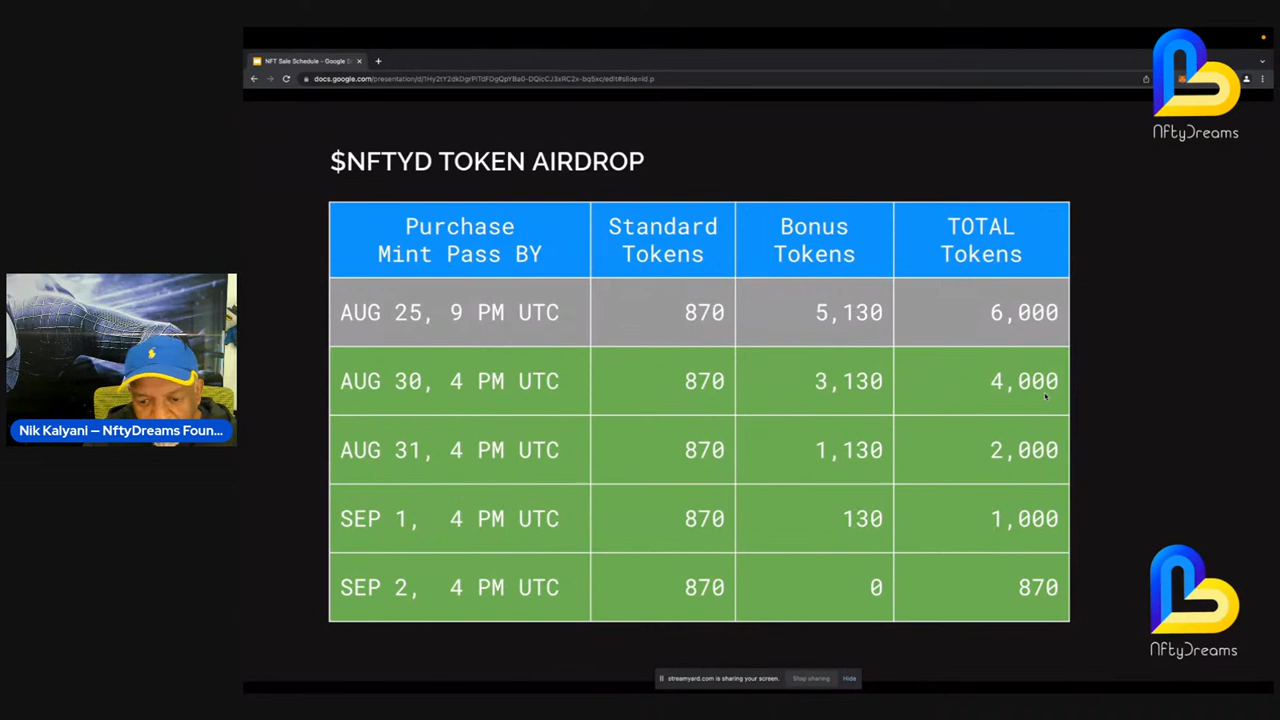 NFT Sale Schedule - Google S
NftyDreams
$NFTYD TOKEN AIRDROP
Purchase Mint Pass BY
Standard Tokens
Bonus Tokens
TOTAL Tokens
AUG 25, 9 PM UTC 870 5,130 6,000
AUG 30, 4 PM UTC 870 3,130 4,000
AUG 31, 4 PM UTC 870 1,130 2,000
SEP 1, 4 PM UTC 870 130 1,000
SEP 2, 4 PM UTC 870 0 870
Nik Kalyani – NftyDreams Foun...
NftyDreams
streamyard.com is sharing your screen. Stop sharing Hide